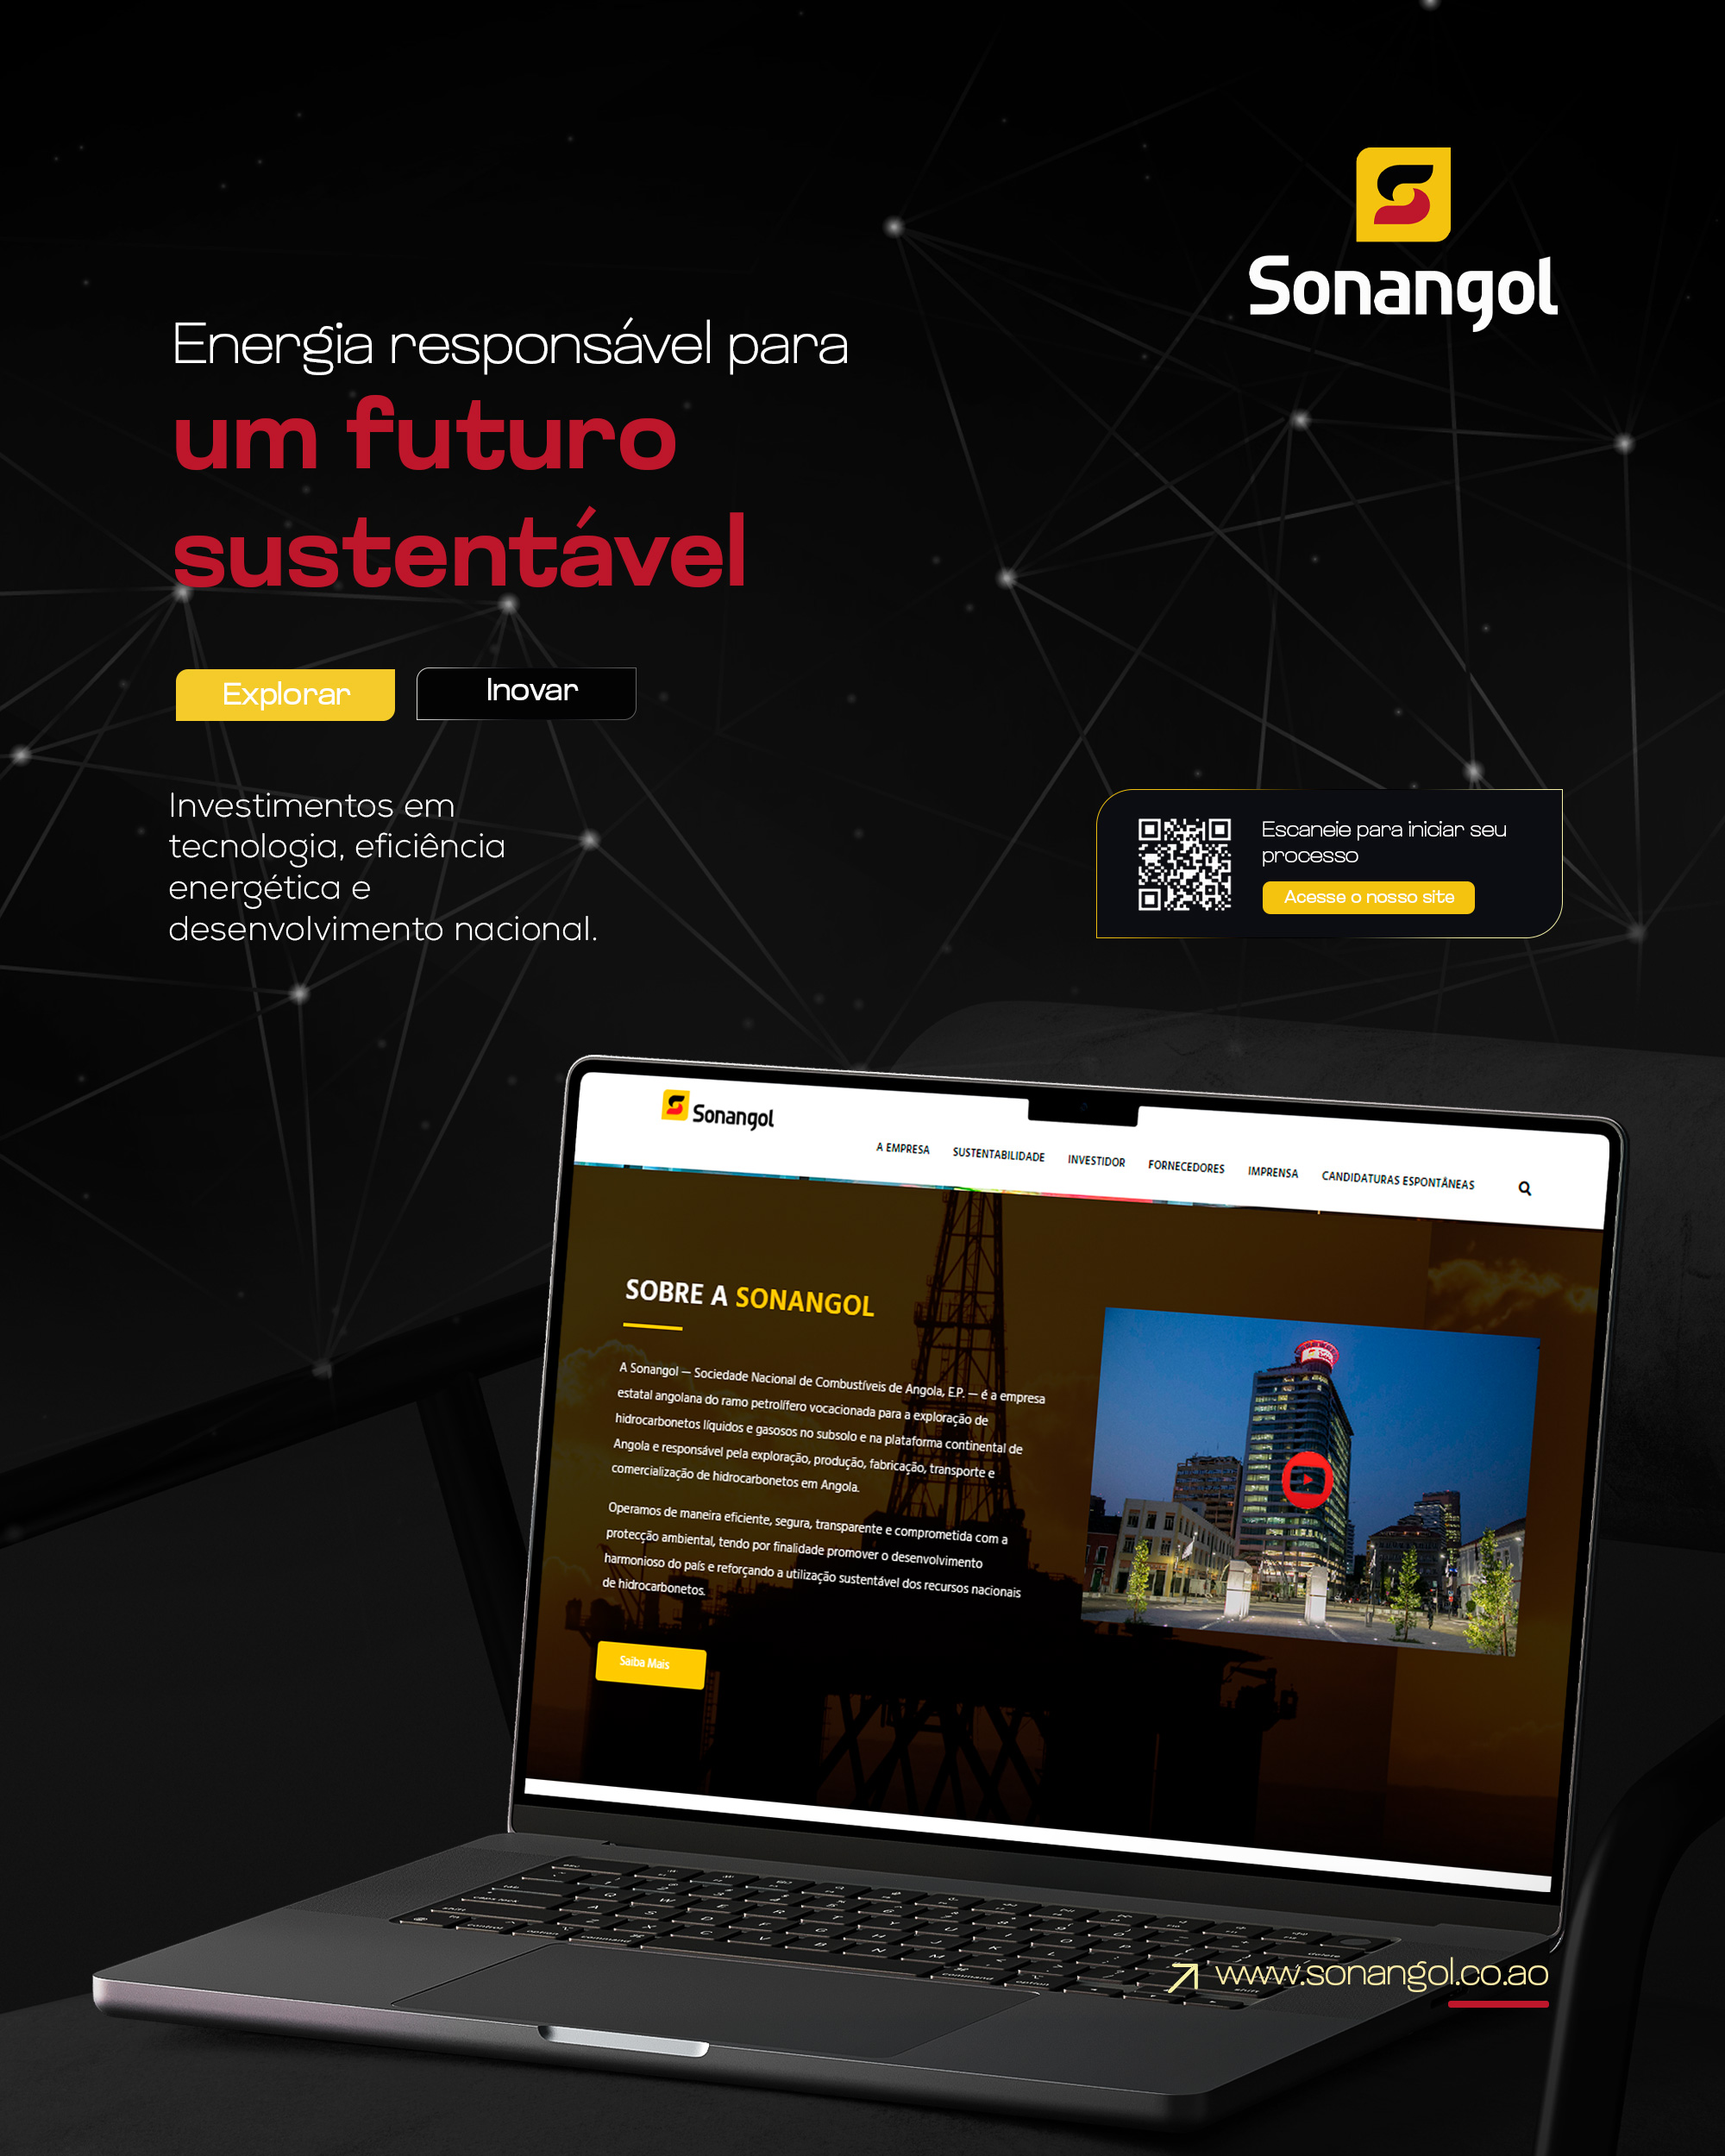 Sonangol
Energia responsável para
um futuro
sustentável
Explorar
Inovar
Investimentos em
tecnologia, eficiência
energética e
desenvolvimento nacional.
Escaneie para iniciar seu
processo
Acesse o nosso site
Sonangol
A EMPRESA SUSTENTABILIDADE INVESTIDOR FORNECEDORES IMPRENSA CANDIDATURAS ESPONTÂNEAS
SOBRE A SONANGOL
A Sonangol — Sociedade Nacional de Combustíveis de Angola, E.P. — é a empresa
estatal angolana do ramo petrolífero vocacionada para a exploração de
hidrocarbonetos líquidos e gasosos no subsolo e na plataforma continental de
Angola e responsável pela exploração, produção, fabricação, transporte e
comercialização de hidrocarbonetos em Angola.
Operamos de maneira eficiente, segura, transparente e comprometida com a
protecção ambiental, tendo por finalidade promover o desenvolvimento
harmonioso do país e reforçando a utilização sustentável dos recursos nacionais
de hidrocarbonetos.
Saiba Mais
www.sonangol.co.ao